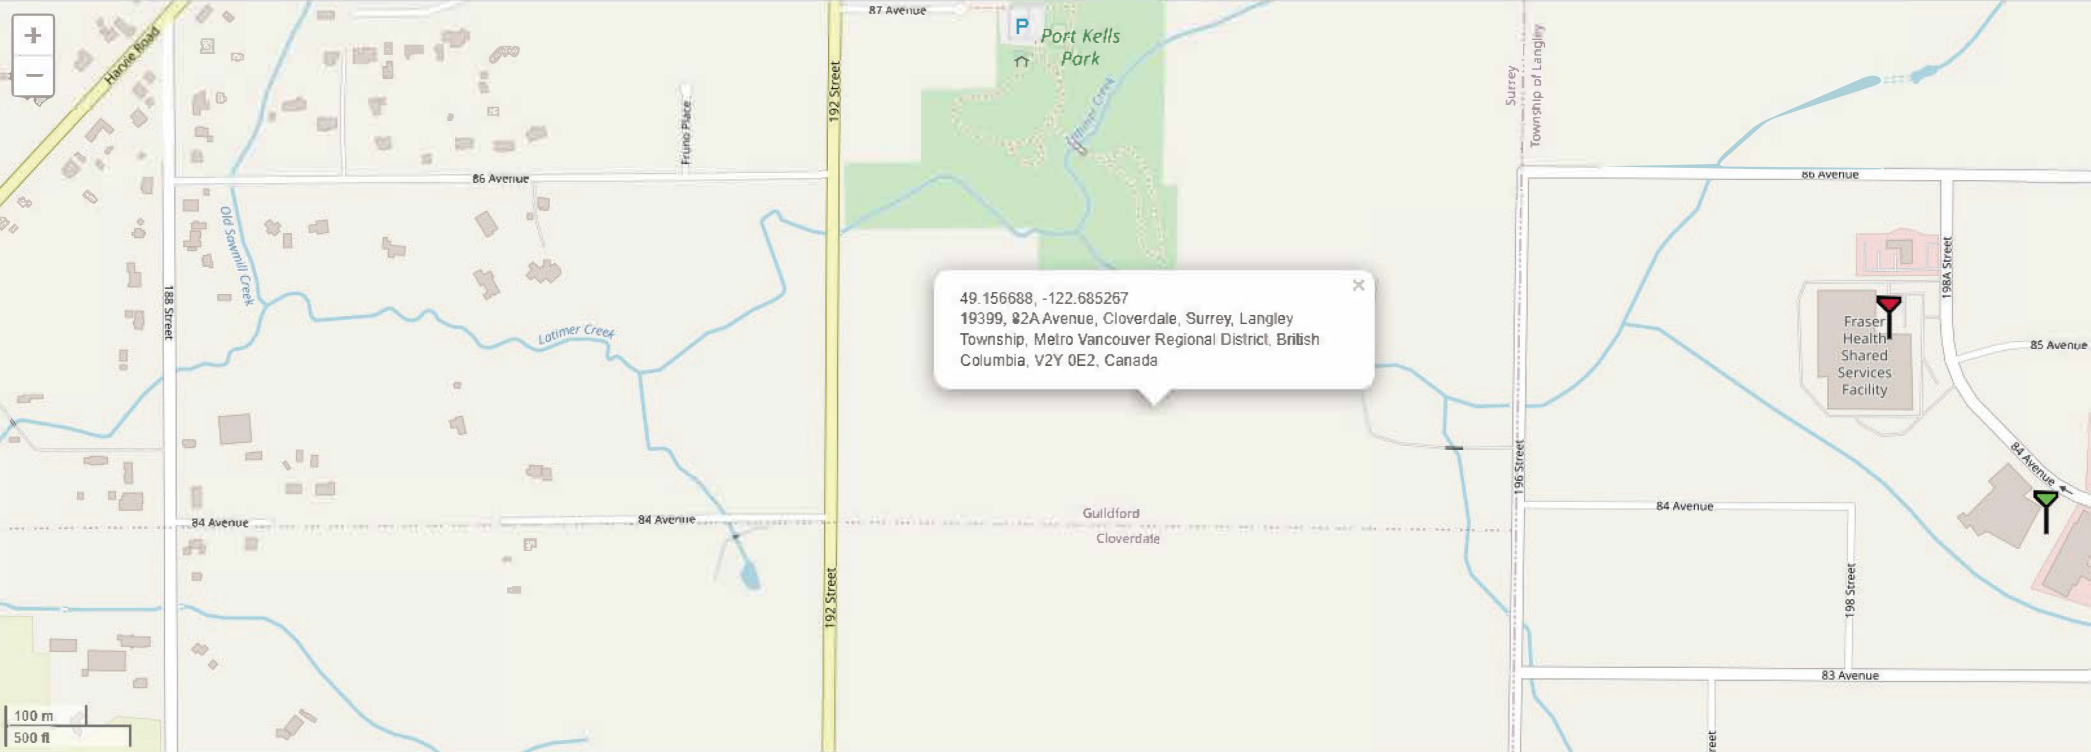 +
−
Harvie Road
87 Avenue
P
Port Kells
Park
Latimer Creek
192 Street
Surrey
Township of Langley
Fruno Place
86 Avenue
86 Avenue
Old Sawmill Creek
188 Street
198A Street
49.156688, -122.685267
19399, 82A Avenue, Cloverdale, Surrey, Langley
Township, Metro Vancouver Regional District, British
Columbia, V2Y 0E2, Canada
×
Fraser
Health
Shared
Services
Facility
Latimer Creek
85 Avenue
196 Street
84 Avenue
84 Avenue
84 Avenue
84 Avenue
Guildford
Cloverdale
192 Street
198 Street
83 Avenue
reet
100 m
500 ft